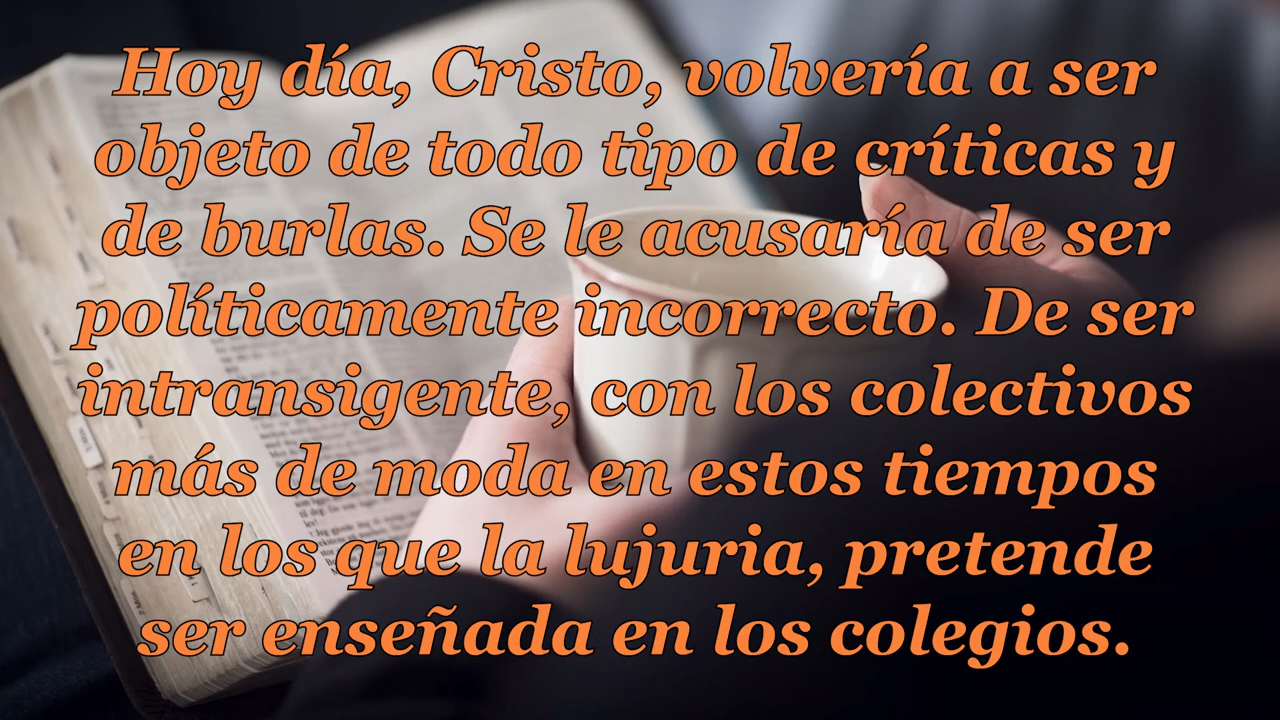 Hoy día, Cristo, volvería a ser
objeto de todo tipo de críticas y
de burlas. Se le acusaría de ser
políticamente incorrecto. De ser
intransigente, con los colectivos
más de moda en estos tiempos
en los que la lujuria, pretende
ser enseñada en los colegios.